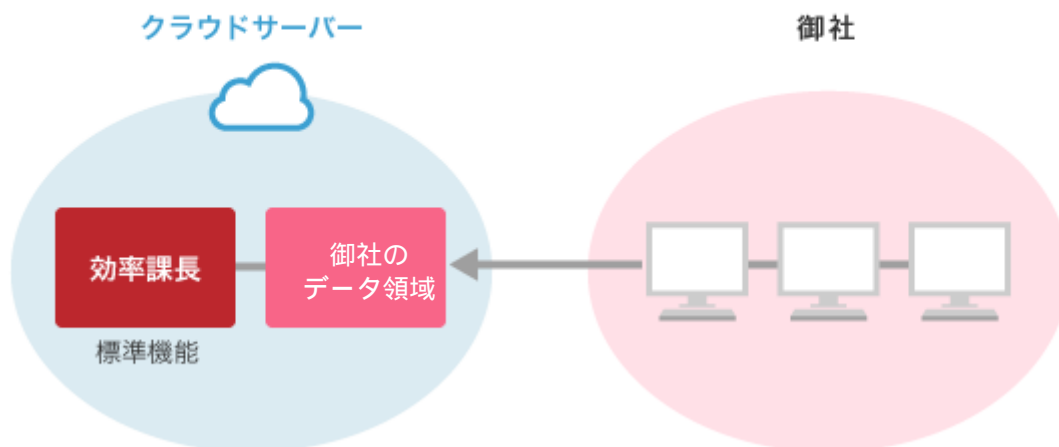 クラウドサーバー
御社
効率課長
御社の
データ領域
標準機能